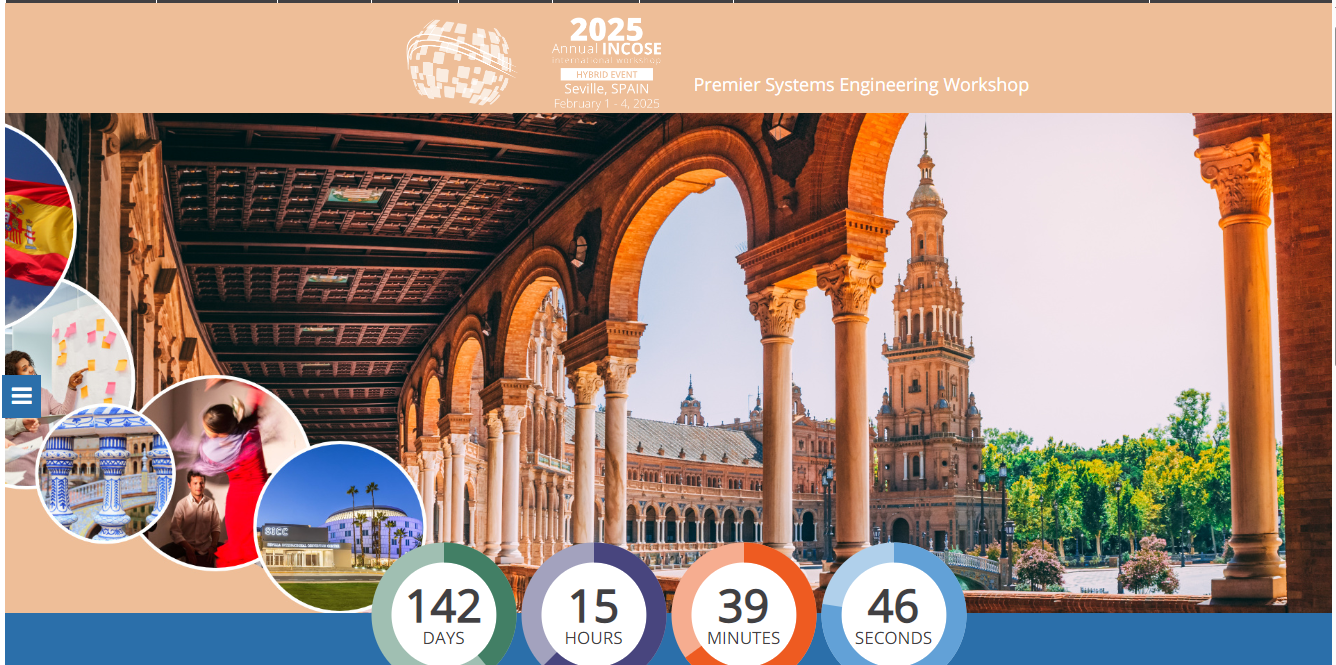 2025
Annual INCOSE
international workshop
HYBRID EVENT
Seville, SPAIN
February 1 - 4, 2025
Premier Systems Engineering Workshop
142
DAYS
15
HOURS
39
MINUTES
46
SECONDS